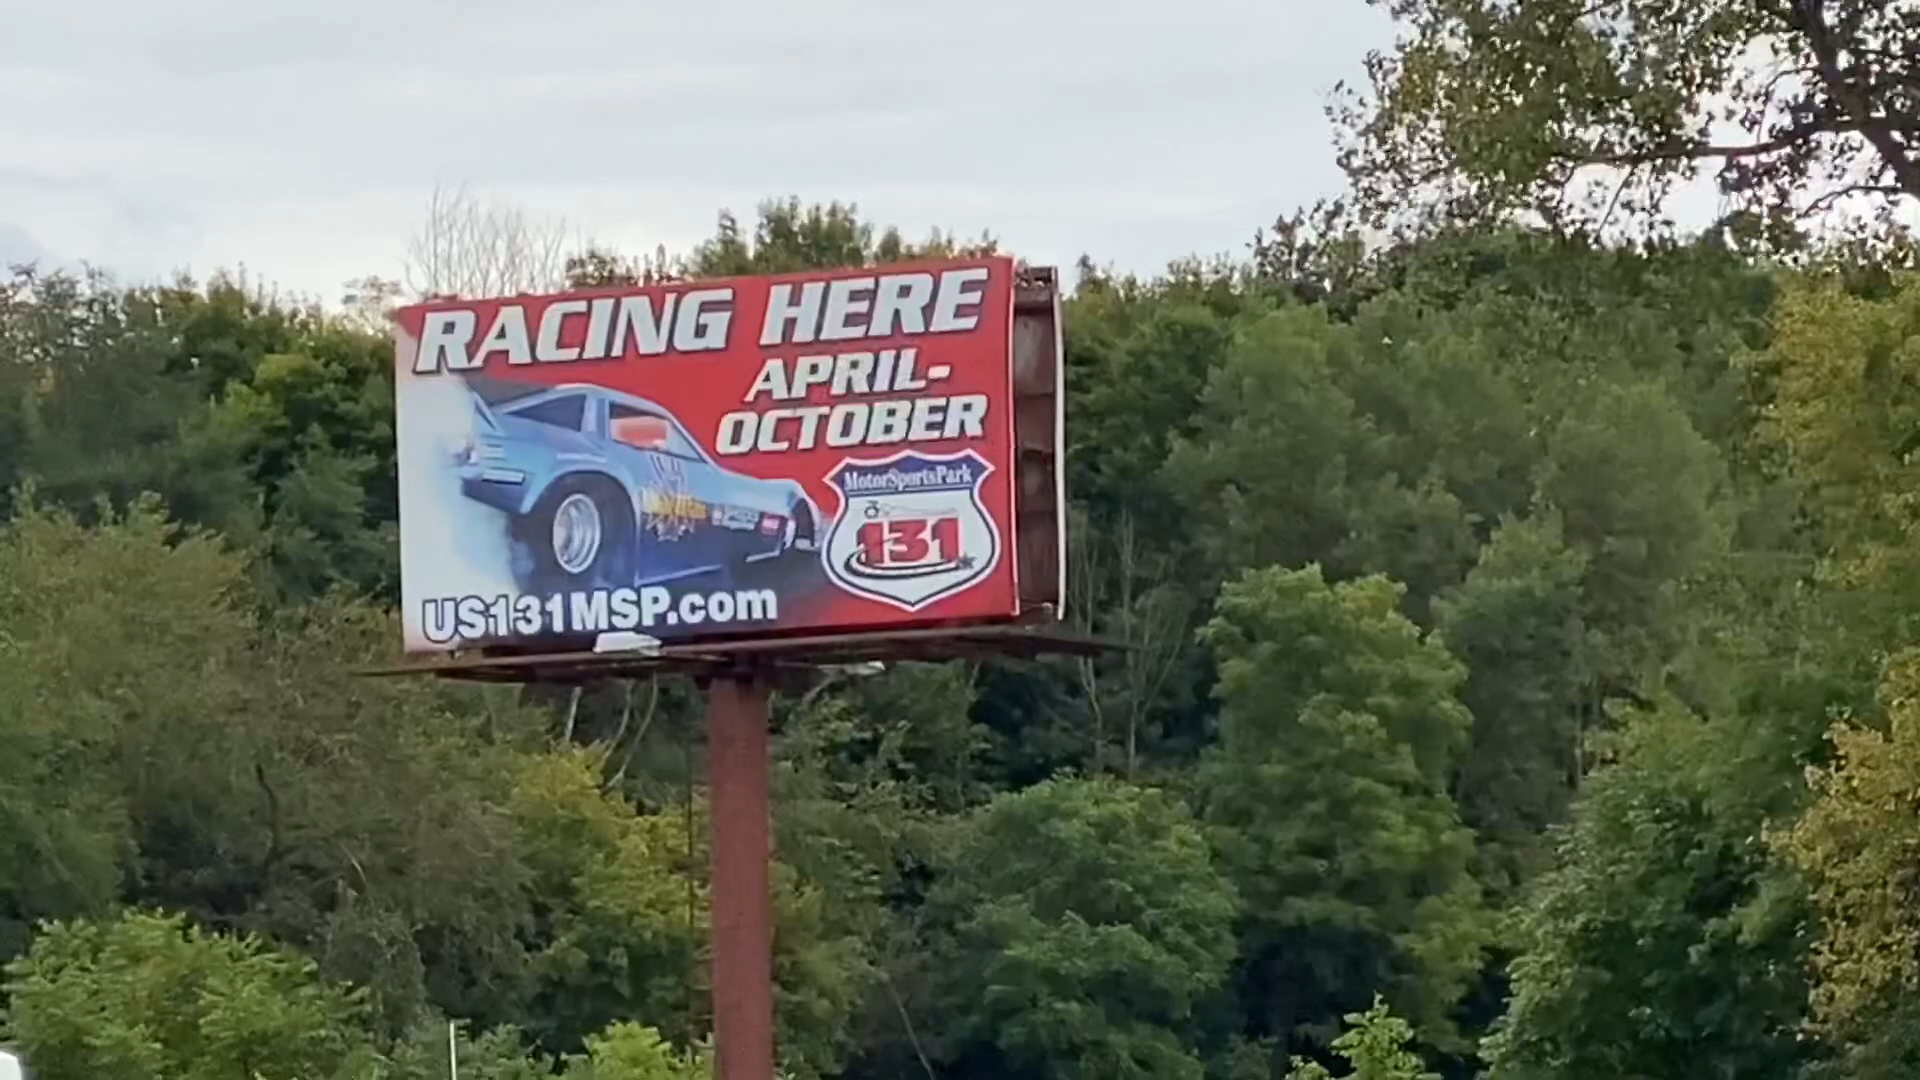 RACING HERE
APRIL-
OCTOBER
MotorSportsPark
131
US131MSP.com